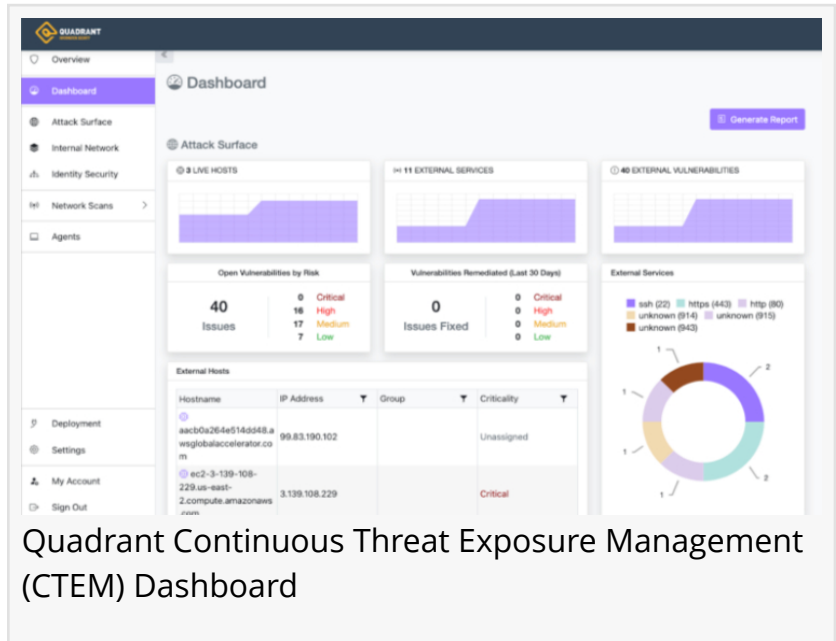 QUADRANT
Overview
Dashboard
Attack Surface
Internal Network
Identity Security
Network Scans
Agents
Deployment
Settings
My Account
Sign Out
Dashboard
Generate Report
Attack Surface
3 LIVE HOSTS
11 EXTERNAL SERVICES
40 EXTERNAL VULNERABILITIES
Open Vulnerabilities by Risk
40
Issues
0 Critical
16 High
17 Medium
7 Low
Vulnerabilities Remediated (Last 30 Days)
0
Issues Fixed
0 Critical
0 High
0 Medium
0 Low
External Services
ssh (22) https (443) http (80)
unknown (914) unknown (915)
unknown (943)
1
2
1
1
1
2
External Hosts
Hostname IP Address Group Criticality
aacb0a264e514dd48.a
wsglobalaccelerator.co
m
99.83.190.102
Unassigned
ec2-3-139-108-
229.us-east-
2.compute.amazonaws
.com
3.139.108.229
Critical
Quadrant Continuous Threat Exposure Management
(CTEM) Dashboard